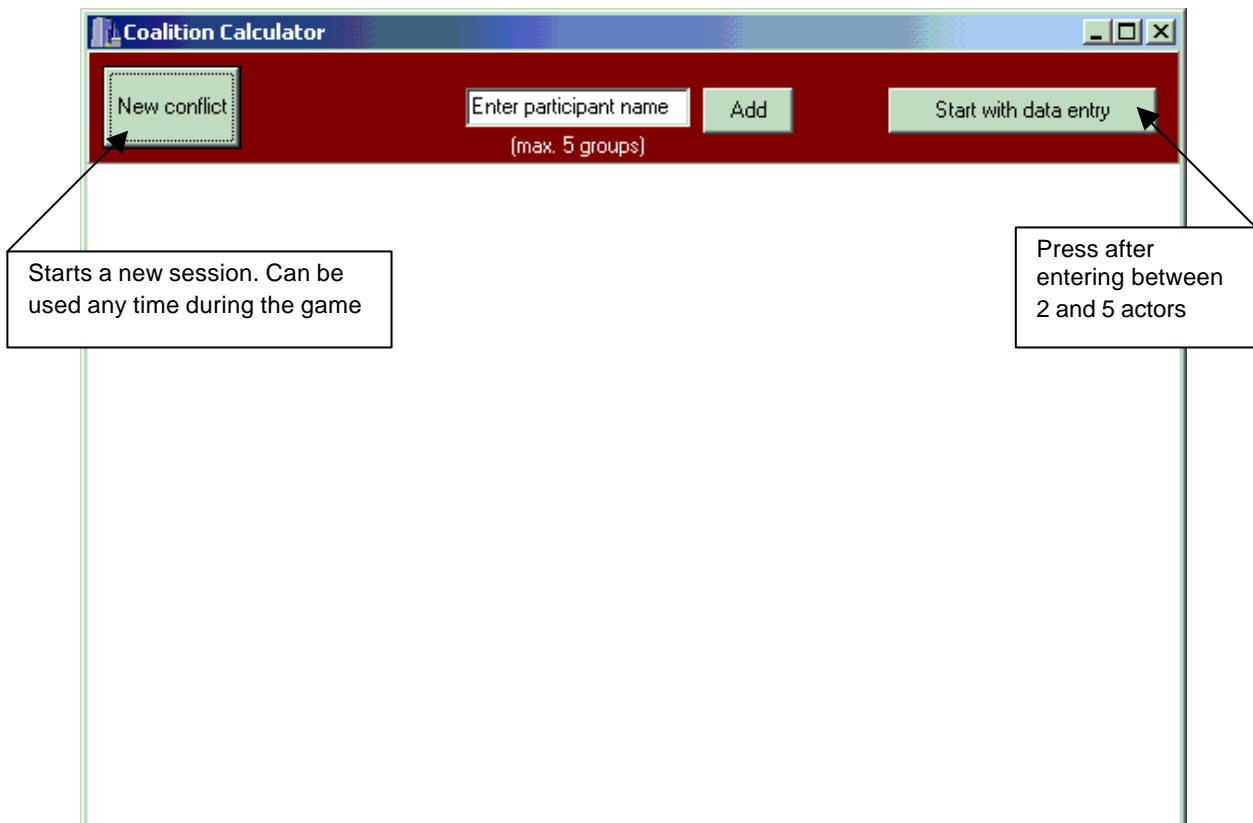 Coalition Calculator
New conflict
Enter participant name
Add
Start with data entry
(max. 5 groups)
Starts a new session. Can be
used any time during the game
Press after
entering between
2 and 5 actors